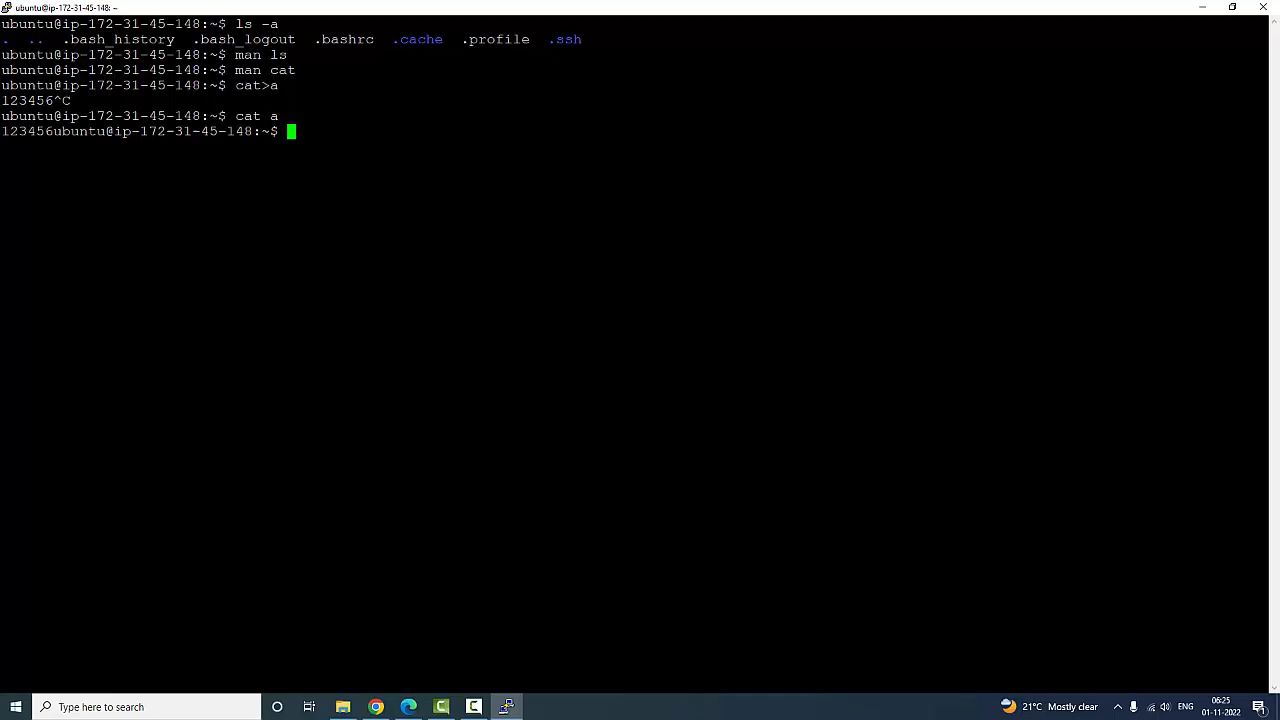 ubuntu@ip-172-31-45-148: ~
ubuntu@ip-172-31-45-148:~$ ls -a
.  ..  .bash_history  .bash_logout  .bashrc  .cache  .profile  .ssh
ubuntu@ip-172-31-45-148:~$ man ls
ubuntu@ip-172-31-45-148:~$ man cat
ubuntu@ip-172-31-45-148:~$ cat>a
123456^C
ubuntu@ip-172-31-45-148:~$ cat a
123456ubuntu@ip-172-31-45-148:~$
Type here to search
21°C Mostly clear
ENG
06:25
01-11-2022